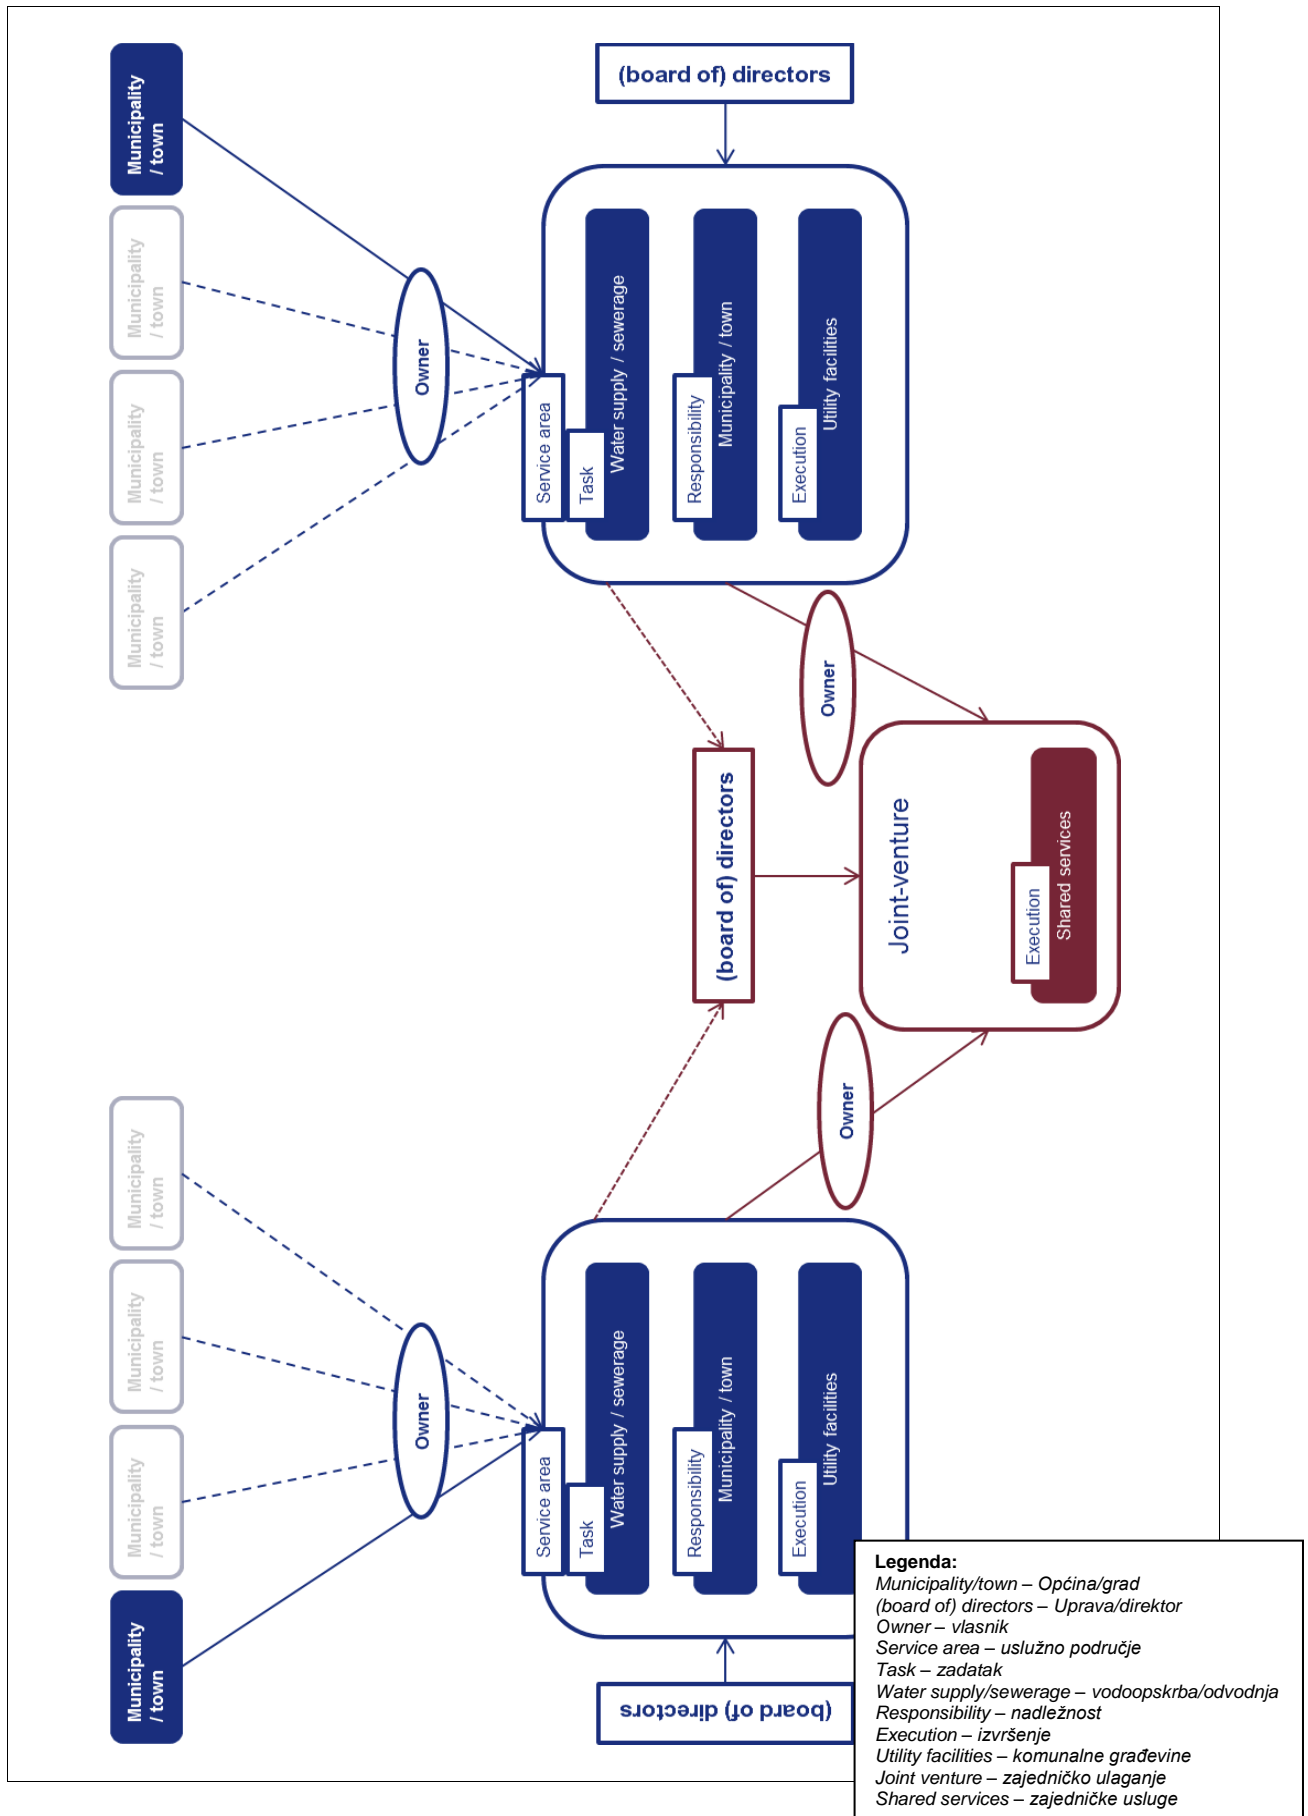 Municipality
/ town
Municipality
/ town
Municipality
/ town
Municipality
/ town
Municipality
/ town
Municipality
/ town
Municipality
/ town
Municipality
/ town
Owner
Owner
(board of) directors
Service area
Task
Water supply / sewerage
Responsibility
Municipality / town
Execution
Utility facilities
(board of) directors
Service area
Task
Water supply / sewerage
Responsibility
Municipality / town
Execution
Utility facilities
(board of) directors
Owner
Owner
Joint-venture
Execution
Shared services
Legenda:
Municipality/town – Općina/grad
(board of) directors – Uprava/direktor
Owner – vlasnik
Service area – uslužno područje
Task – zadatak
Water supply/sewerage – vodoopskrba/odvodnja
Responsibility – nadležnost
Execution – izvršenje
Utility facilities – komunalne građevine
Joint venture – zajedničko ulaganje
Shared services – zajedničke usluge